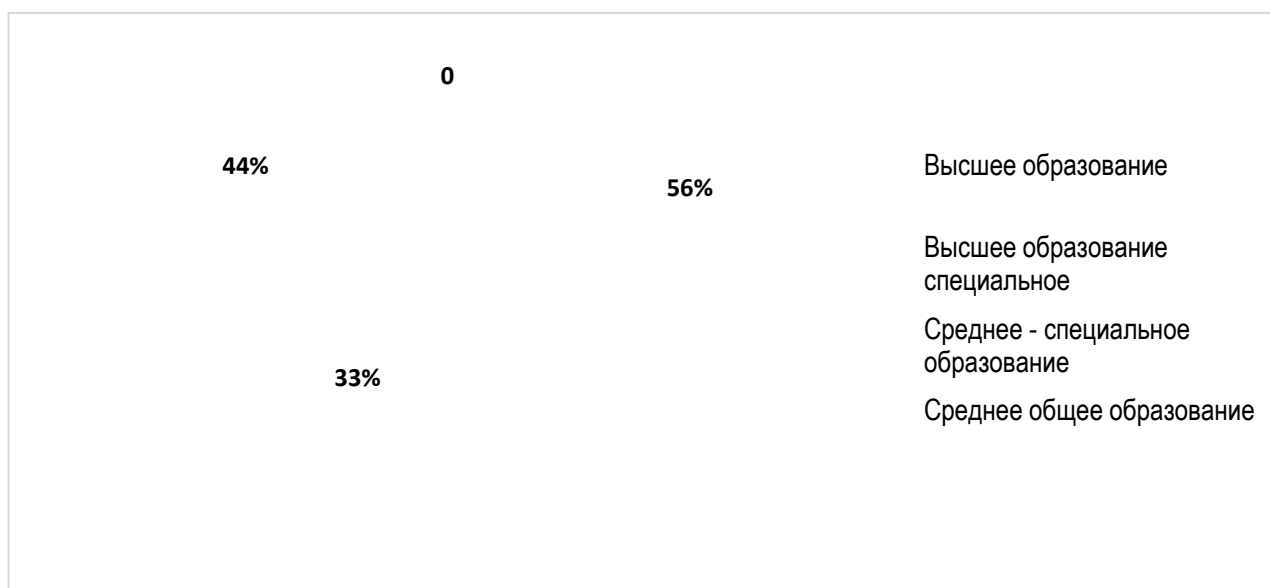 0
44%
56%
33%
Высшее образование
Высшее образование
специальное
Среднее - специальное
образование
Среднее общее образование